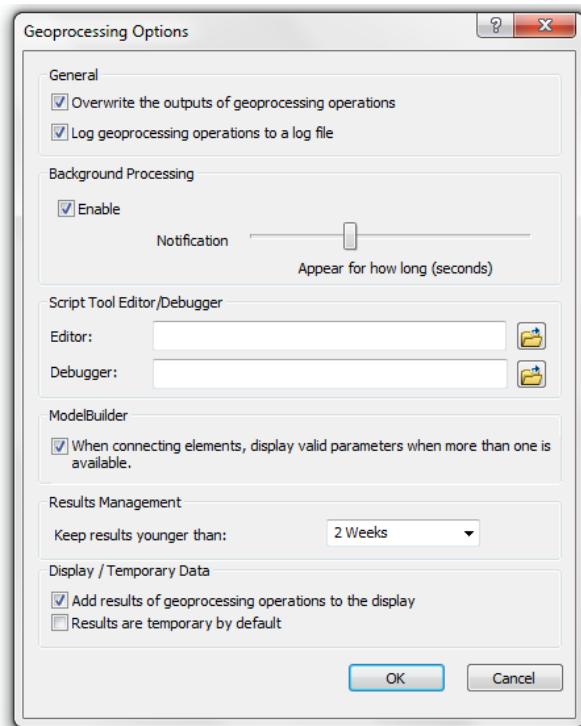 Geoprocessing Options
General
Overwrite the outputs of geoprocessing operations
Log geoprocessing operations to a log file
Background Processing
Enable
Notification
Appear for how long (seconds)
Script Tool Editor/Debugger
Editor:
Debugger:
ModelBuilder
When connecting elements, display valid parameters when more than one is
available.
Results Management
Keep results younger than: 2 Weeks
Display / Temporary Data
Add results of geoprocessing operations to the display
Results are temporary by default
OK Cancel